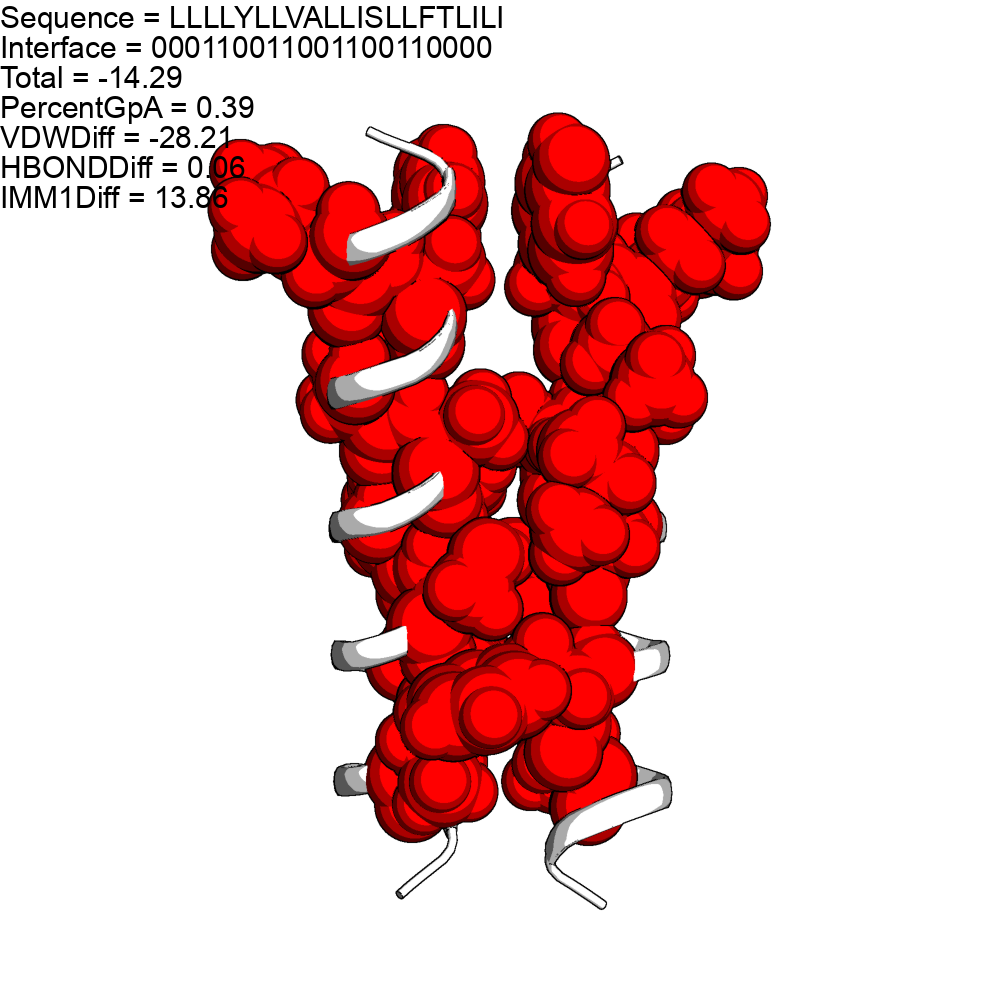 Sequence = LLLLYLLVALLISLLFTLILI
Interface = 000110011001100110000
Total = -14.29
PercentGpA = 0.39
VDWDiff = -28.21
HBONDDiff = 0.06
IMM1Diff = 13.86